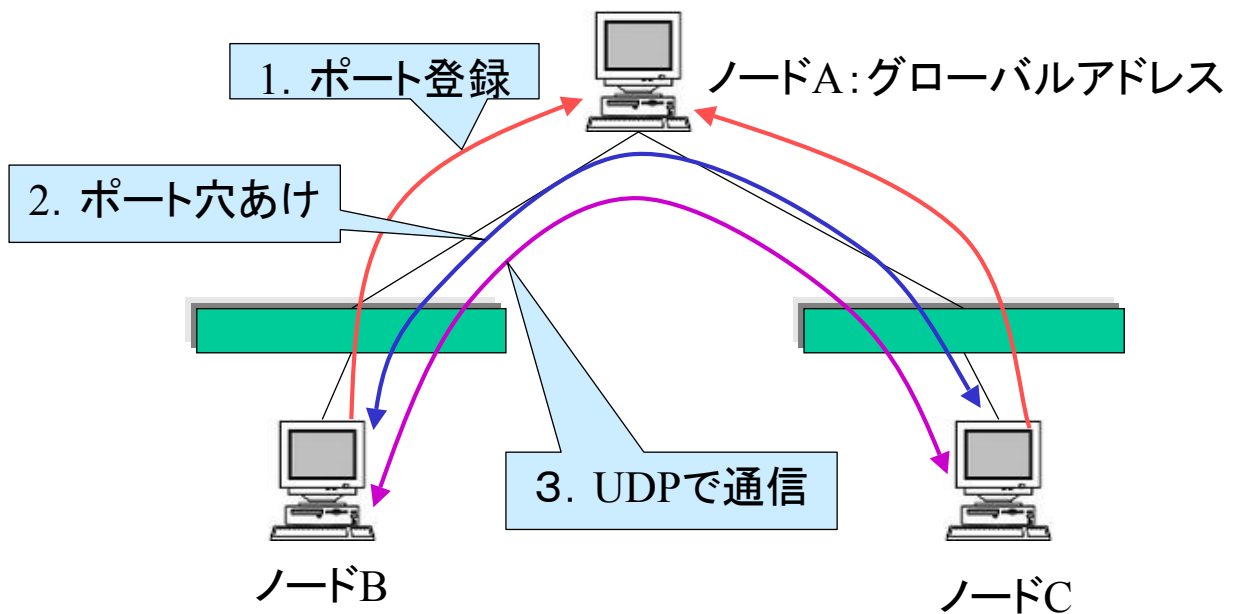 1. ポート登録
ノードA:グローバルアドレス
2. ポート穴あけ
3. UDPで通信
ノードB
ノードC